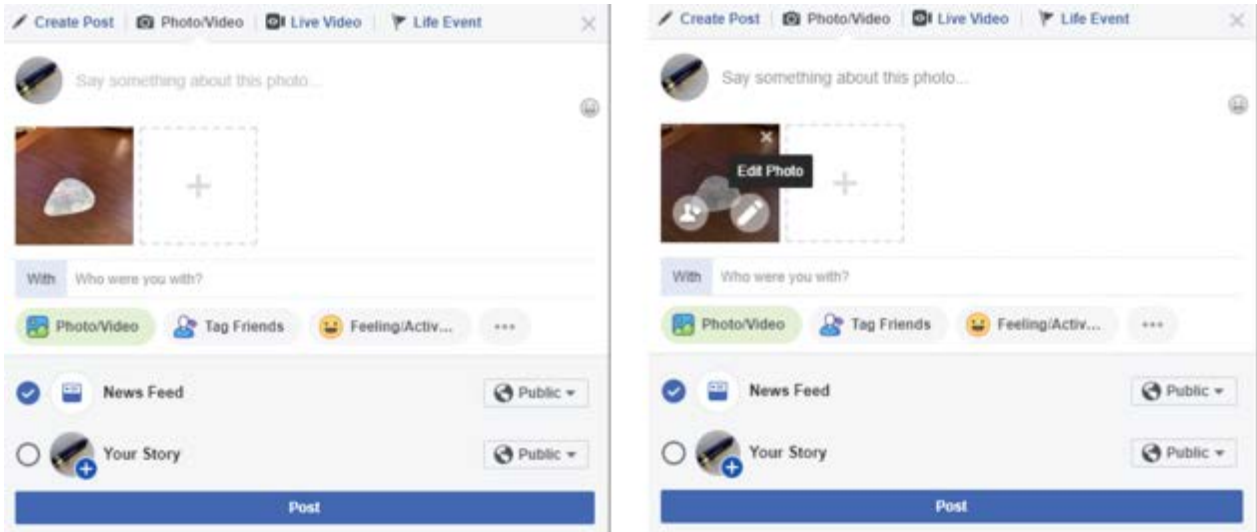 Create Post Photo/Video Live Video Life Event
Say something about this photo...
With Who were you with?
Photo/Video Tag Friends Feeling/Activ... 
News Feed Public
Your Story Public
Post
Create Post Photo/Video Live Video Life Event
Say something about this photo...
Edit Photo
With Who were you with?
Photo/Video Tag Friends Feeling/Activ...
News Feed Public
Your Story Public
Post